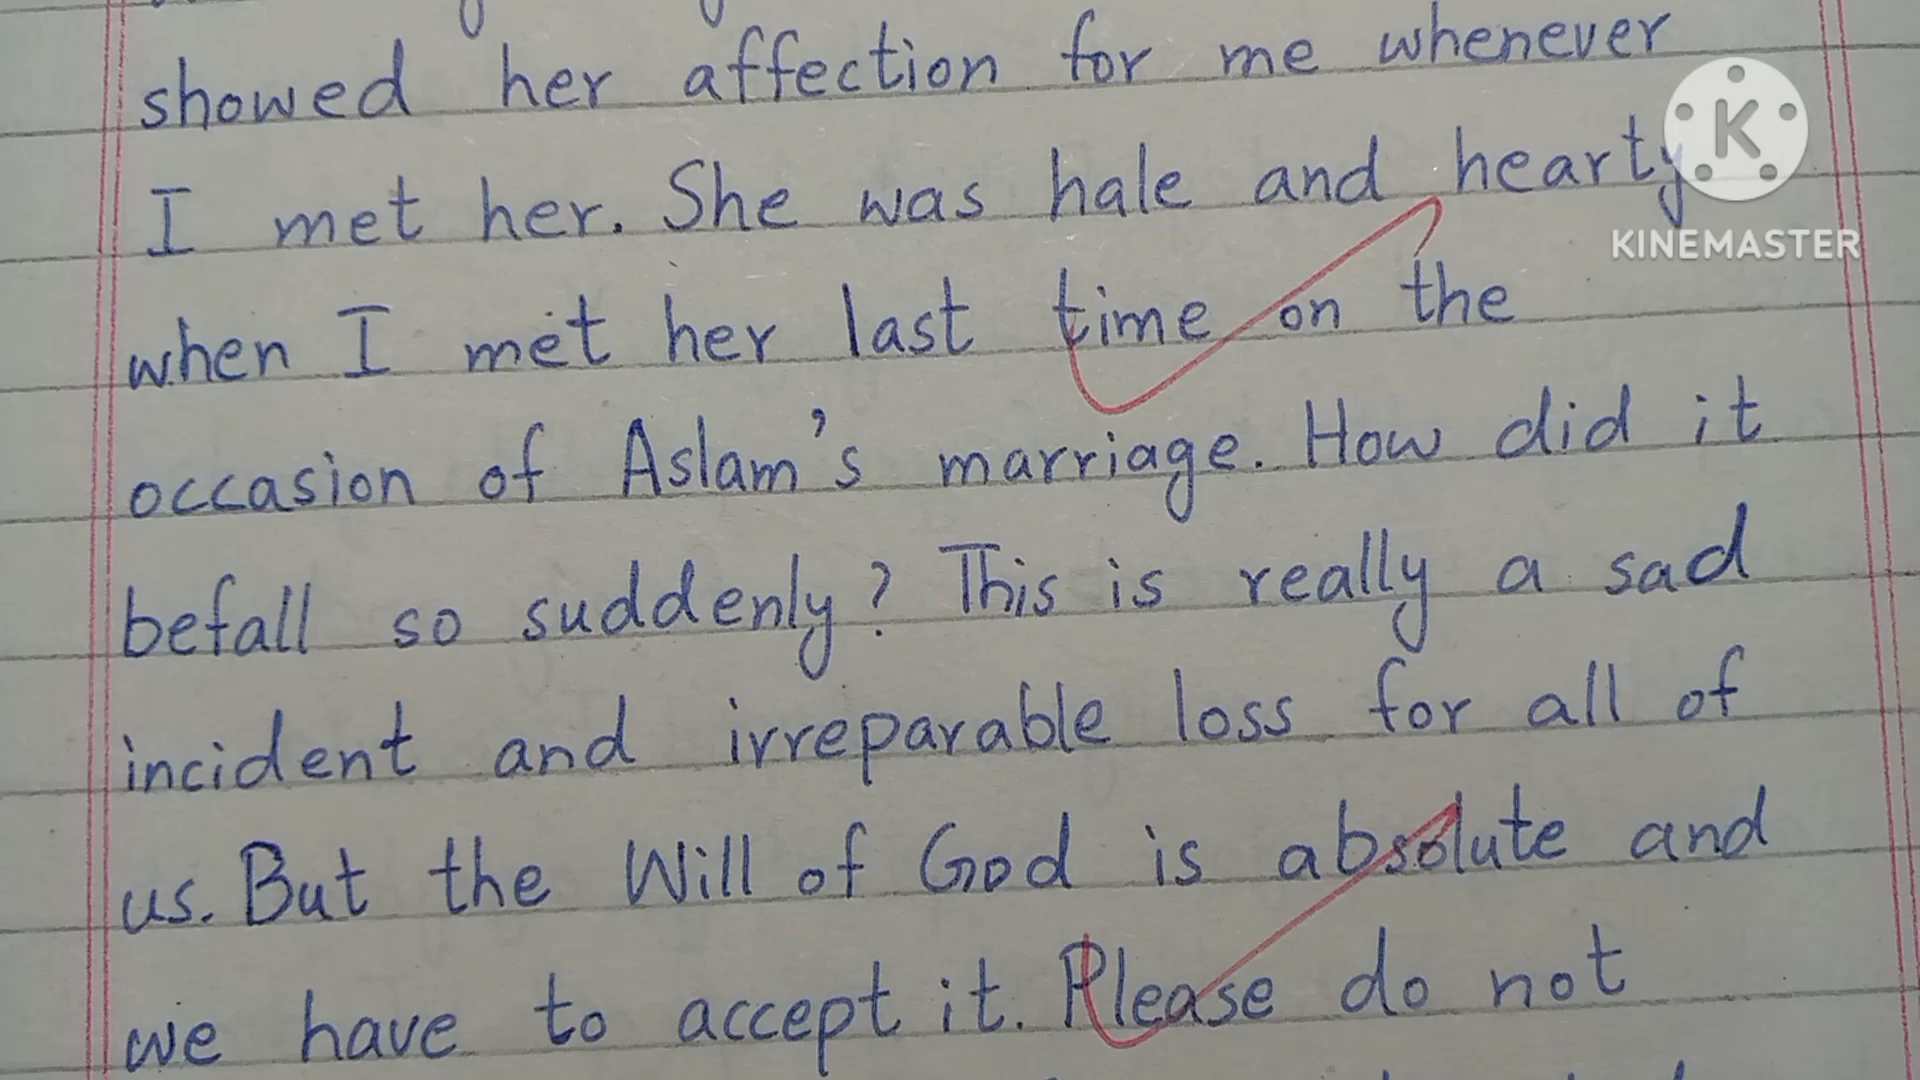 showed her affection for me whenever
I met her. She was hale and hearty
when I met her last time on the
occasion of Aslam's marriage. How did it
befall so suddenly? This is really a sad
incident and irreparable loss for all of
us. But the Will of God is absolute and
we have to accept it. Please do not
K
KINEMASTER